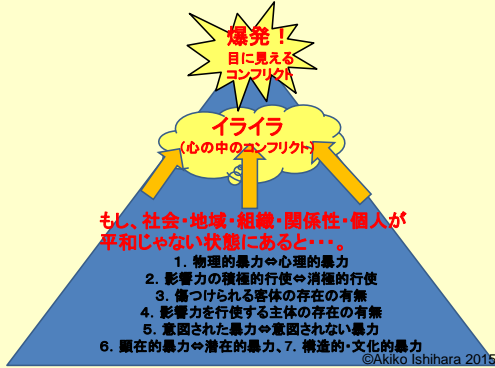 爆発！
目に見える
コンフリクト
イライラ
（心の中のコンフリクト）
もし、社会・地域・組織・関係性・個人が
平和じゃない状態にあると・・・。
１．物理的暴力⇔心理的暴力
２．影響力の積極的行使⇔消極的行使
３．傷つけられる客体の存在の有無
４．影響力を行使する主体の存在の有無
５．意図された暴力⇔意図されない暴力
６．顕在的暴力⇔潜在的暴力、７．構造的・文化的暴力
©Akiko Ishihara 2015